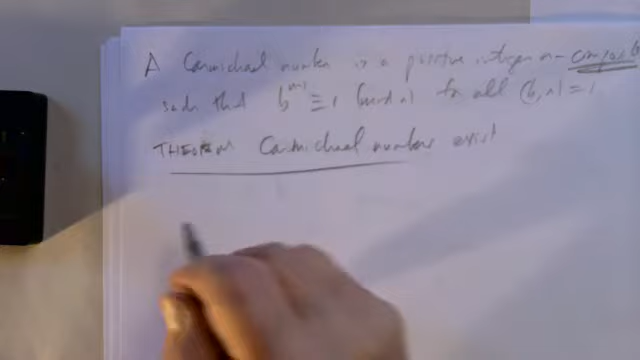 A Carmichael number is a positive integer n composite
such that b^{n-1} ≡ 1 (mod n) for all (b, n) = 1
THEOREM Carmichael numbers exist